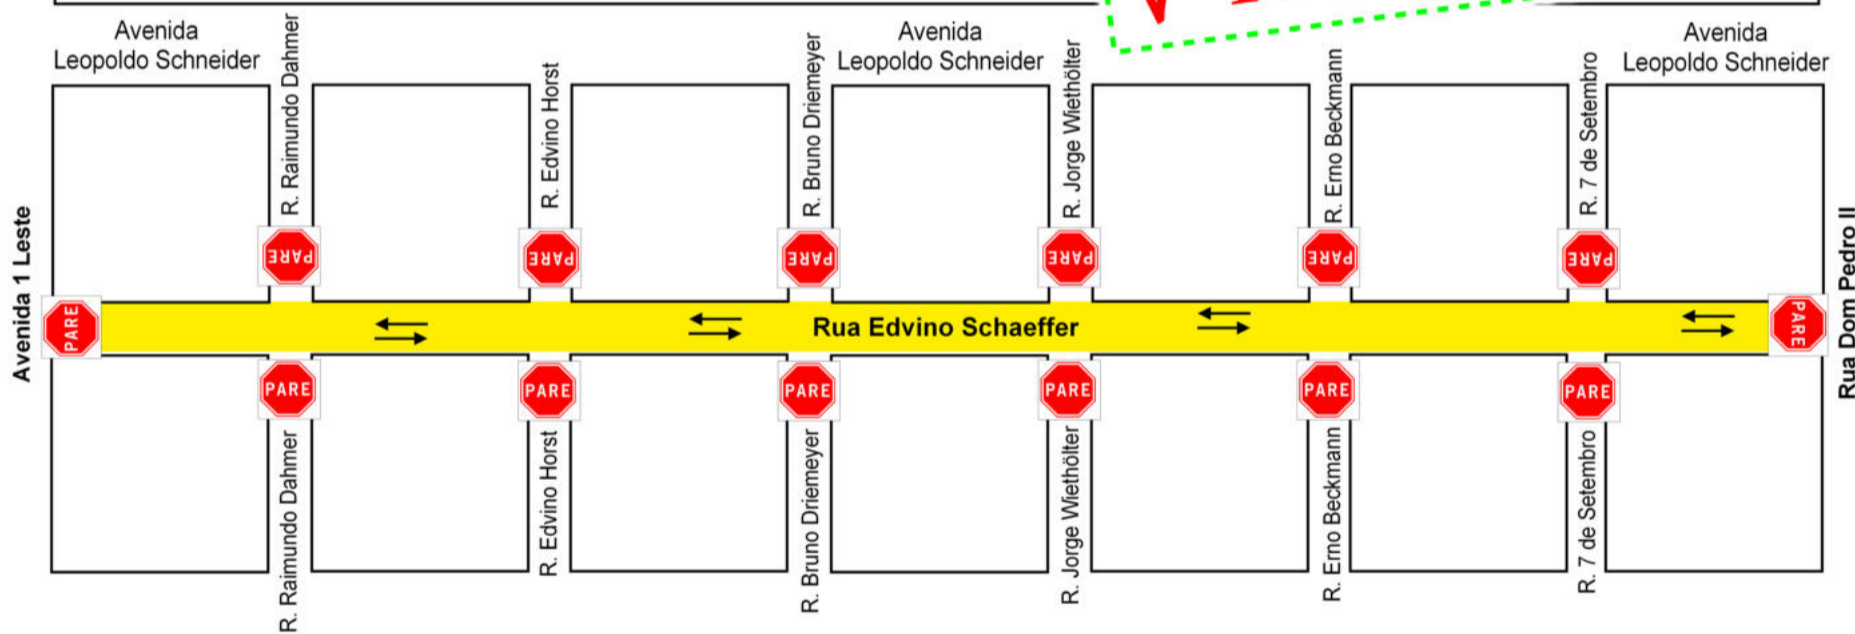 Avenida
Leopoldo Schneider
Avenida
Leopoldo Schneider
Avenida
Leopoldo Schneider
R. Raimundo Dahmer
R. Edvino Horst
R. Bruno Driemeyer
R. Jorge Wiethölter
R. Erno Beckmann
R. 7 de Setembro
PARE
PARE
PARE
PARE
PARE
PARE
Avenida 1 Leste
PARE
Rua Edvino Schaeffer
PARE
Rua Dom Pedro II
PARE
PARE
PARE
PARE
PARE
PARE
R. Raimundo Dahmer
R. Edvino Horst
R. Bruno Driemeyer
R. Jorge Wiethölter
R. Erno Beckmann
R. 7 de Setembro